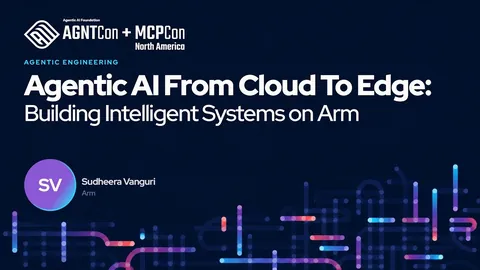 Agentic AI Foundation
AGNTCon + MCPCon
North America
AGENTIC ENGINEERING
Agentic AI From Cloud To Edge:
Building Intelligent Systems on Arm
SV
Sudheera Vanguri
Arm